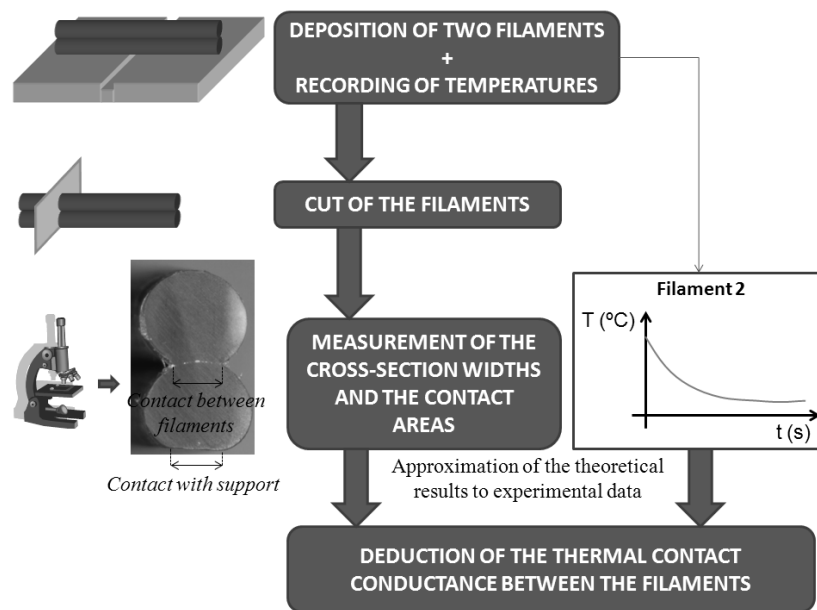 DEPOSITION OF TWO FILAMENTS
+
RECORDING OF TEMPERATURES
CUT OF THE FILAMENTS
Filament 2
T (ºC)
t (s)
MEASUREMENT OF THE
CROSS-SECTION WIDTHS
AND THE CONTACT
AREAS
Contact between
filaments
Contact with support
Approximation of the theoretical
results to experimental data
DEDUCTION OF THE THERMAL CONTACT
CONDUCTANCE BETWEEN THE FILAMENTS